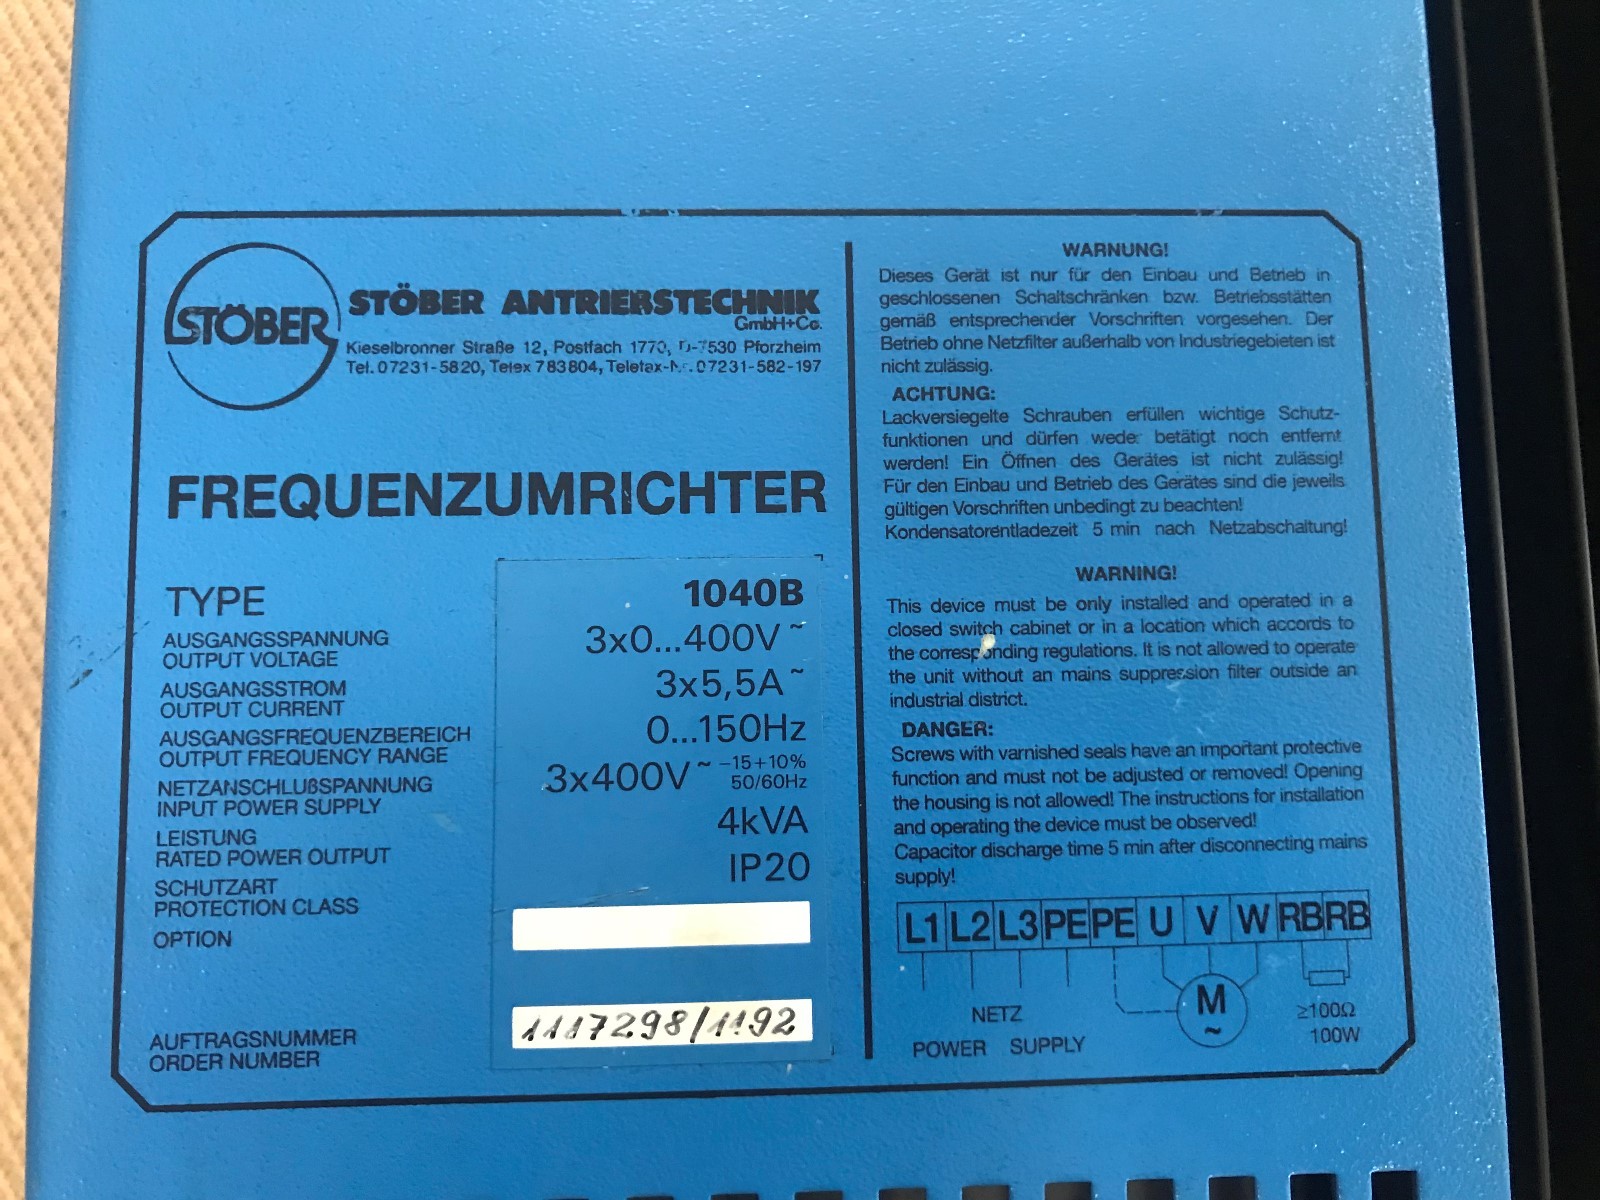 STÖBER
STÖBER ANTRIEBSTECHNIK
GmbH+Co.
Kieselbronner Straße 12, Postfach 1770, D-7530 Pforzheim
Tel. 07231-5820, Telex 783804, Teletax-Nr. 07231-582-197
FREQUENZUMRICHTER
TYPE 1040B
AUSGANGSSPANNUNG
OUTPUT VOLTAGE
3x0...400V~
AUSGANGSSTROM
OUTPUT CURRENT
3x5,5A~
AUSGANGSFREQUENZBEREICH
OUTPUT FREQUENCY RANGE
0...150Hz
NETZANSCHLUßSPANNUNG
INPUT POWER SUPPLY
3x400V~ -15+10%
50/60Hz
LEISTUNG
RATED POWER OUTPUT
4kVA
SCHUTZART
PROTECTION CLASS
IP20
OPTION
AUFTRAGSNUMMER
ORDER NUMBER
1117298/1192
WARNUNG!
Dieses Gerät ist nur für den Einbau und Betrieb in
geschlossenen Schaltschränken bzw. Betriebsstätten
gemäß entsprechender Vorschriften vorgesehen. Der
Betrieb ohne Netzfilter außerhalb von Industriegebieten ist
nicht zulässig.
ACHTUNG:
Lackversiegelte Schrauben erfüllen wichtige Schutz-
funktionen und dürfen weder betätigt noch entfernt
werden! Ein Öffnen des Gerätes ist nicht zulässig!
Für den Einbau und Betrieb des Gerätes sind die jeweils
gültigen Vorschriften unbedingt zu beachten!
Kondensatorentladezeit 5 min nach Netzabschaltung!
WARNING!
This device must be only installed and operated in a
closed switch cabinet or in a location which accords to
the corresponding regulations. It is not allowed to operate
the unit without an mains suppression filter outside an
industrial district.
DANGER:
Screws with varnished seals have an important protective
function and must not be adjusted or removed! Opening
the housing is not allowed! The instructions for installation
and operating the device must be observed!
Capacitor discharge time 5 min after disconnecting mains
supply!
L1 L2 L3 PE PE U V W RB RB
M
~
NETZ
POWER SUPPLY
≥100Ω
100W